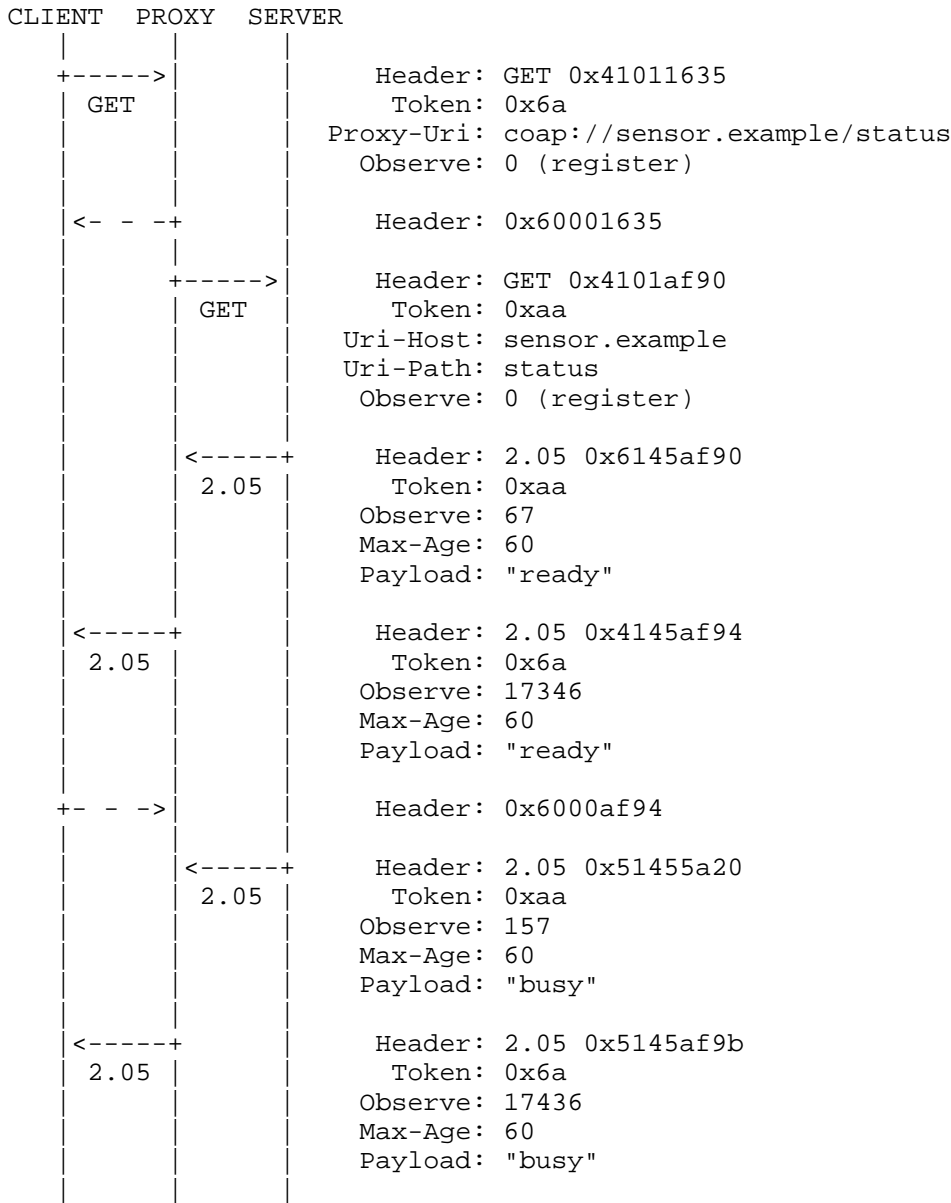 CLIENT PROXY SERVER
Header: GET 0x41011635
GET Token: 0x6a
Proxy-Uri: coap://sensor.example/status
Observe: 0 (register)
Header: 0x60001635
Header: GET 0x4101af90
GET Token: 0xaa
Uri-Host: sensor.example
Uri-Path: status
Observe: 0 (register)
Header: 2.05 0x6145af90
2.05 Token: 0xaa
Observe: 67
Max-Age: 60
Payload: "ready"
Header: 2.05 0x4145af94
2.05 Token: 0x6a
Observe: 17346
Max-Age: 60
Payload: "ready"
Header: 0x6000af94
Header: 2.05 0x51455a20
2.05 Token: 0xaa
Observe: 157
Max-Age: 60
Payload: "busy"
Header: 2.05 0x5145af9b
2.05 Token: 0x6a
Observe: 17436
Max-Age: 60
Payload: "busy"